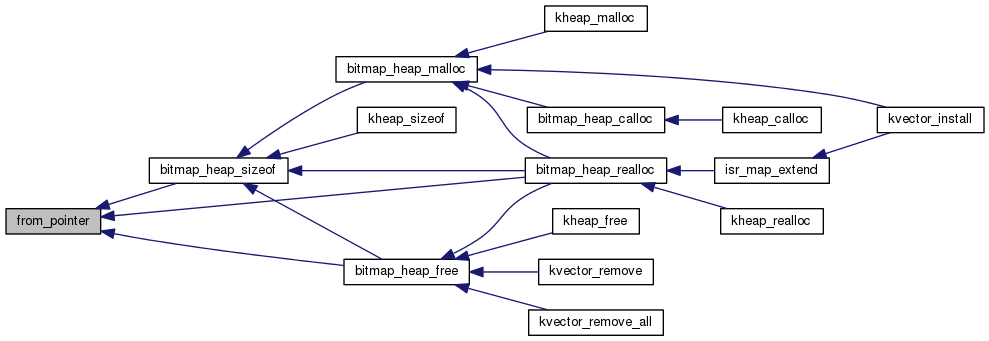 kheap_malloc
bitmap_heap_malloc
kheap_sizeof
bitmap_heap_calloc
kheap_calloc
kvector_install
bitmap_heap_sizeof
bitmap_heap_realloc
isr_map_extend
from_pointer
kheap_free
kheap_realloc
bitmap_heap_free
kvector_remove
kvector_remove_all